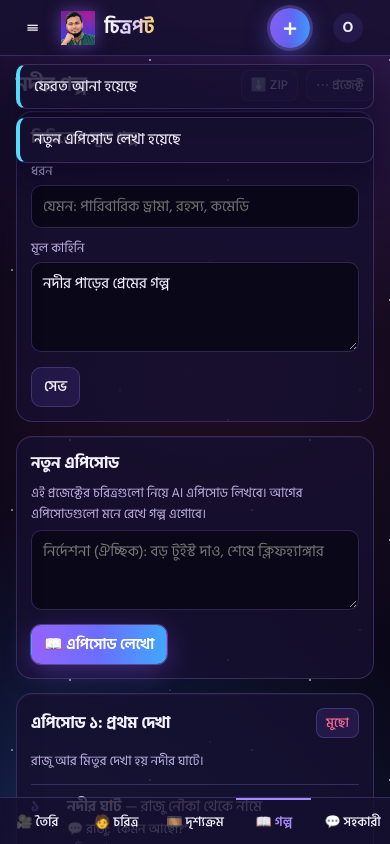 চিত্রপট
+
O
নদীর গল্প
⬇️ ZIP
⋯ প্রজেক্ট
ফেরত আনা হয়েছে
নতুন এপিসোড লেখা হয়েছে
ধরন
যেমন: পারিবারিক ড্রামা, রহস্য, কমেডি
মূল কাহিনি
নদীর পাড়ের প্রেমের গল্প
সেভ
নতুন এপিসোড
এই প্রজেক্টের চরিত্রগুলো নিয়ে AI এপিসোড লিখবে। আগের
এপিসোডগুলো মনে রেখে গল্প এগোবে।
নির্দেশনা (ঐচ্ছিক): বড় টুইস্ট দাও, শেষে ক্লিফহ্যাঙ্গার
📖 এপিসোড লেখো
এপিসোড ১: প্রথম দেখা
মুছো
রাজু আর মিতুর দেখা হয় নদীর ঘাটে।
১ নদীর ঘাট — রাজু নৌকা থেকে নামে
🎥 তৈরি
🧑 চরিত্র
🎞️ দৃশ্যক্রম
📖 গল্প
💬 সহকারী